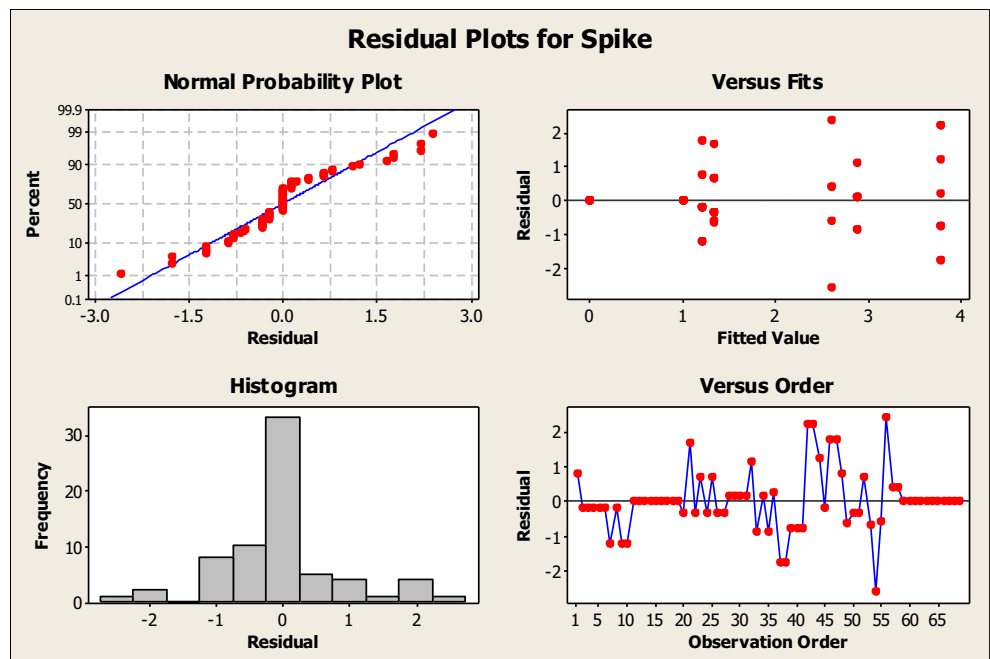 Residual Plots for Spike
Normal Probability Plot
99.9
99
90
50
10
1
0.1
Percent
-3.0 -1.5 0.0 1.5 3.0
Residual
Versus Fits
2
1
0
-1
-2
Residual
0 1 2 3 4
Fitted Value
Histogram
30
20
10
0
Frequency
-2 -1 0 1 2
Residual
Versus Order
2
1
0
-1
-2
Residual
1 5 10 15 20 25 30 35 40 45 50 55 60 65
Observation Order